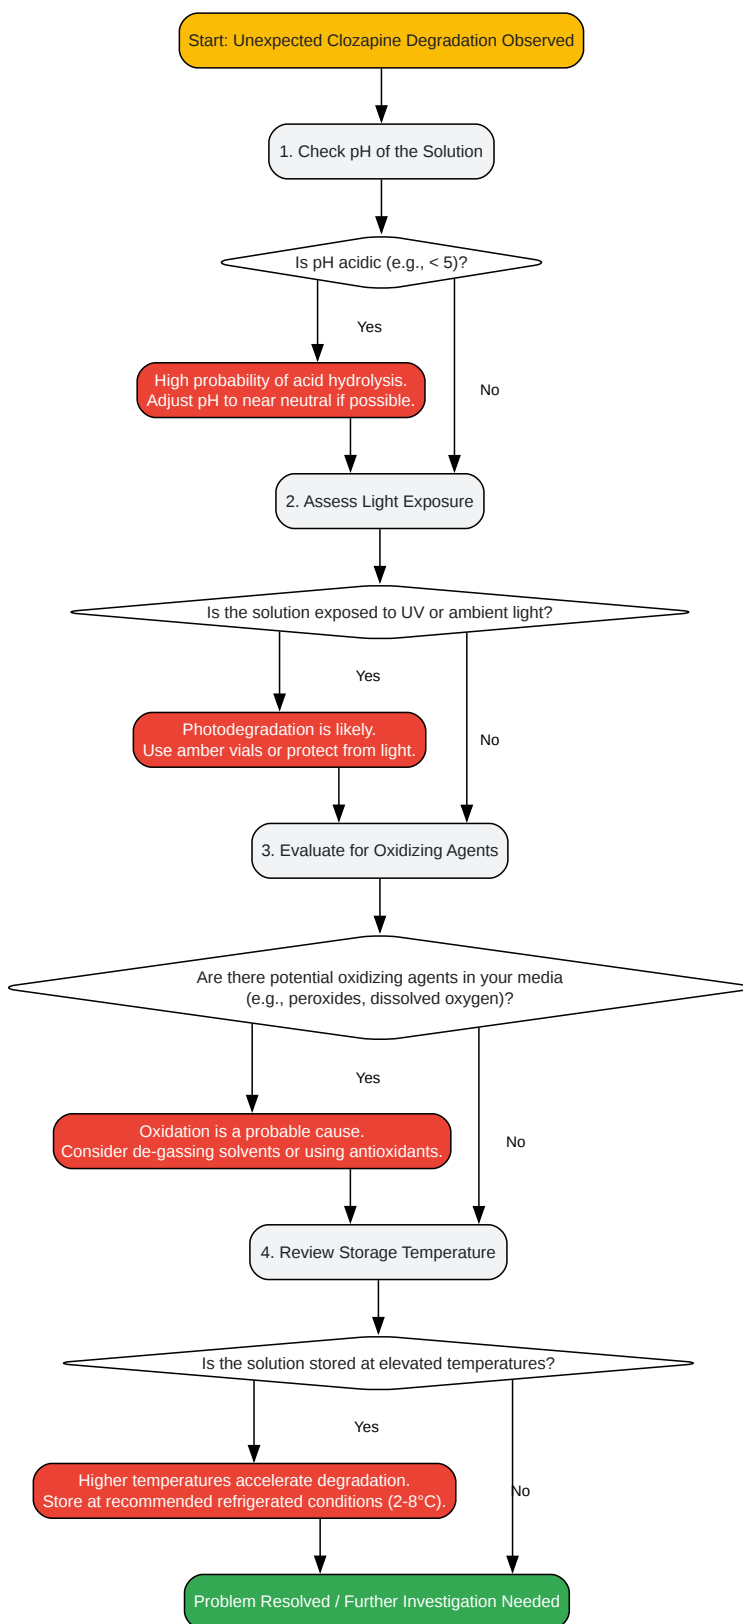 Start: Unexpected Clozapine Degradation Observed
1. Check pH of the Solution
Is pH acidic (e.g., < 5)?
Yes
High probability of acid hydrolysis.
Adjust pH to near neutral if possible.
No
2. Assess Light Exposure
Is the solution exposed to UV or ambient light?
Yes
Photodegradation is likely.
Use amber vials or protect from light.
No
3. Evaluate for Oxidizing Agents
Are there potential oxidizing agents in your media
(e.g., peroxides, dissolved oxygen)?
Yes
Oxidation is a probable cause.
Consider de-gassing solvents or using antioxidants.
No
4. Review Storage Temperature
Is the solution stored at elevated temperatures?
Yes
Higher temperatures accelerate degradation.
Store at recommended refrigerated conditions (2-8°C).
No
Problem Resolved / Further Investigation Needed